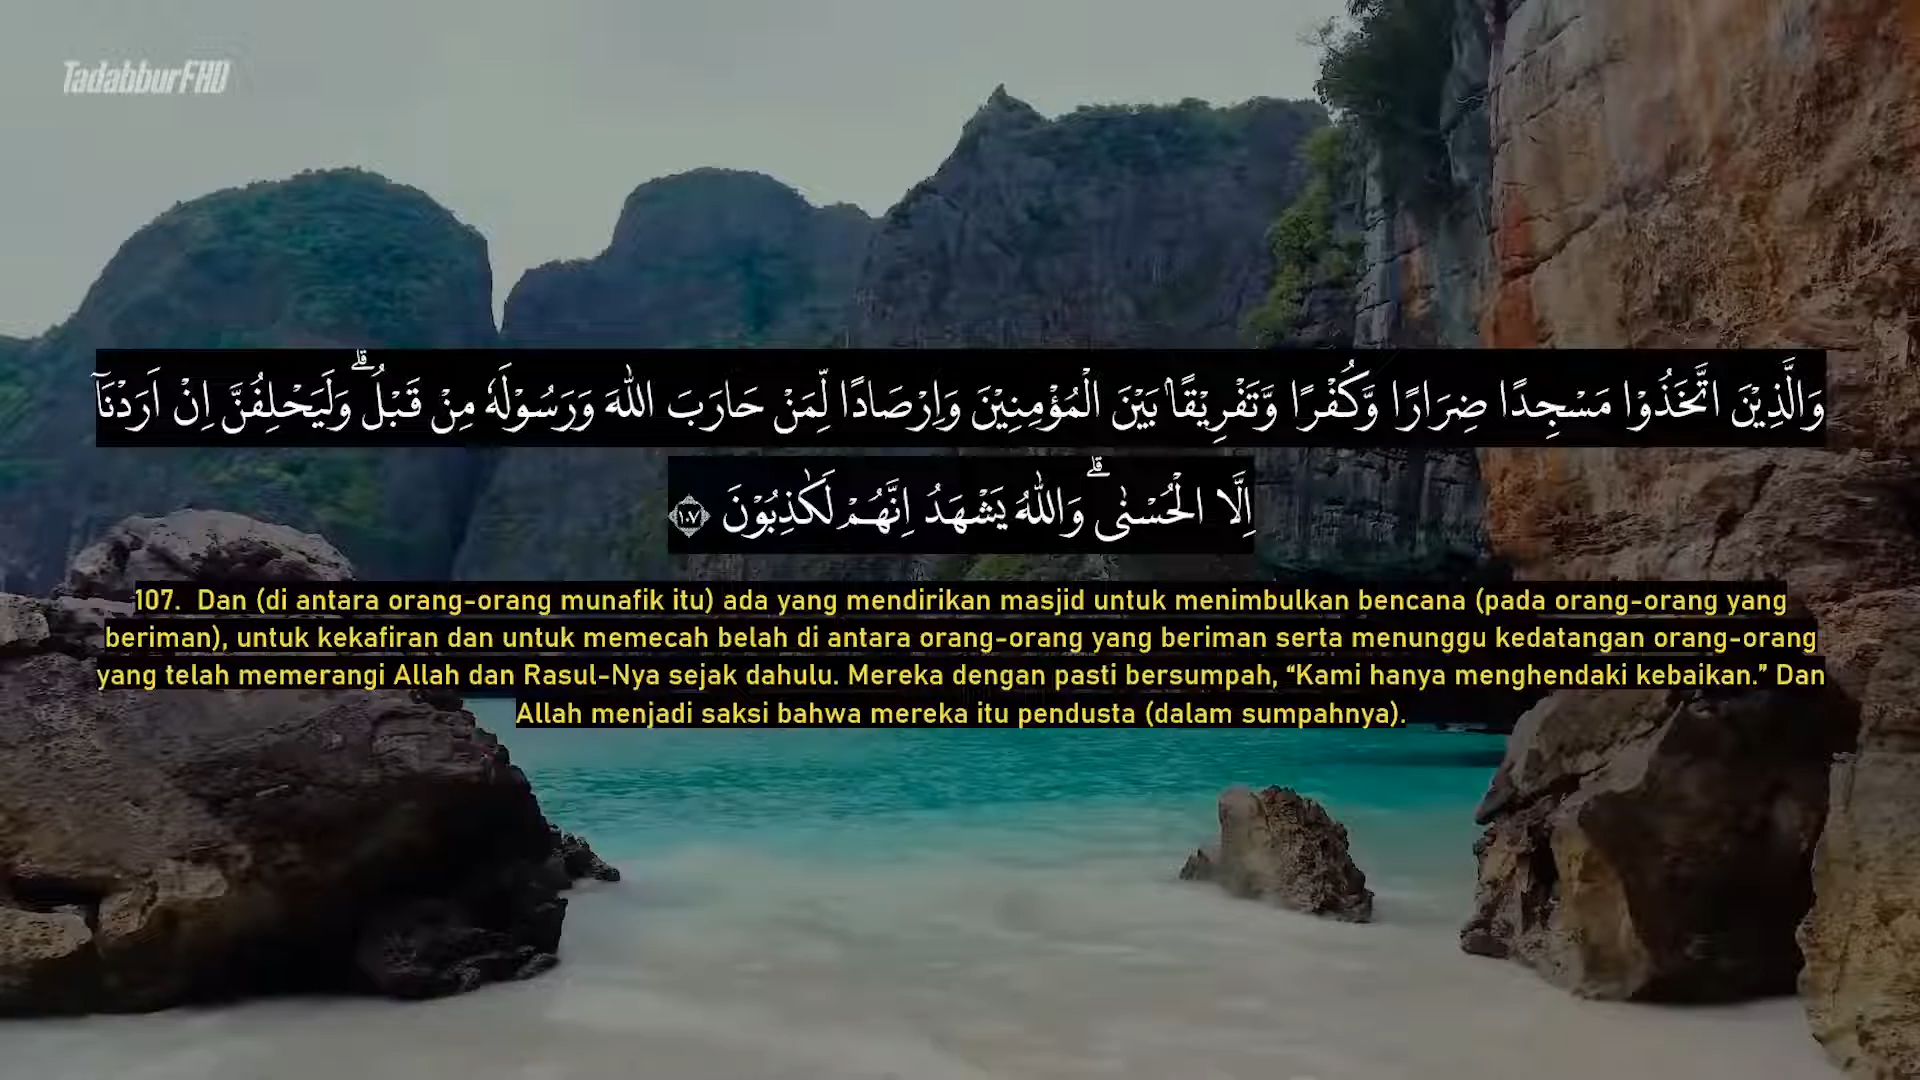 TadabburFHD
وَالَّذِيْنَ اتَّخَذُوْا مَسْجِدًا ضِرَارًا وَّكُفْرًا وَّتَفْرِيْقًاۢ بَيْنَ الْمُؤْمِنِيْنَ وَاِرْصَادًا لِّمَنْ حَارَبَ اللّٰهَ وَرَسُوْلَهٗ مِنْ قَبْلُ ۗوَلَيَحْلِفُنَّ اِنْ اَرَدْنَآ
اِلَّا الْحُسْنٰىۗ وَاللّٰهُ يَشْهَدُ اِنَّهُمْ لَكٰذِبُوْنَ ١٠٧
107. Dan (di antara orang-orang munafik itu) ada yang mendirikan masjid untuk menimbulkan bencana (pada orang-orang yang
beriman), untuk kekafiran dan untuk memecah belah di antara orang-orang yang beriman serta menunggu kedatangan orang-orang
yang telah memerangi Allah dan Rasul-Nya sejak dahulu. Mereka dengan pasti bersumpah, “Kami hanya menghendaki kebaikan.” Dan
Allah menjadi saksi bahwa mereka itu pendusta (dalam sumpahnya).